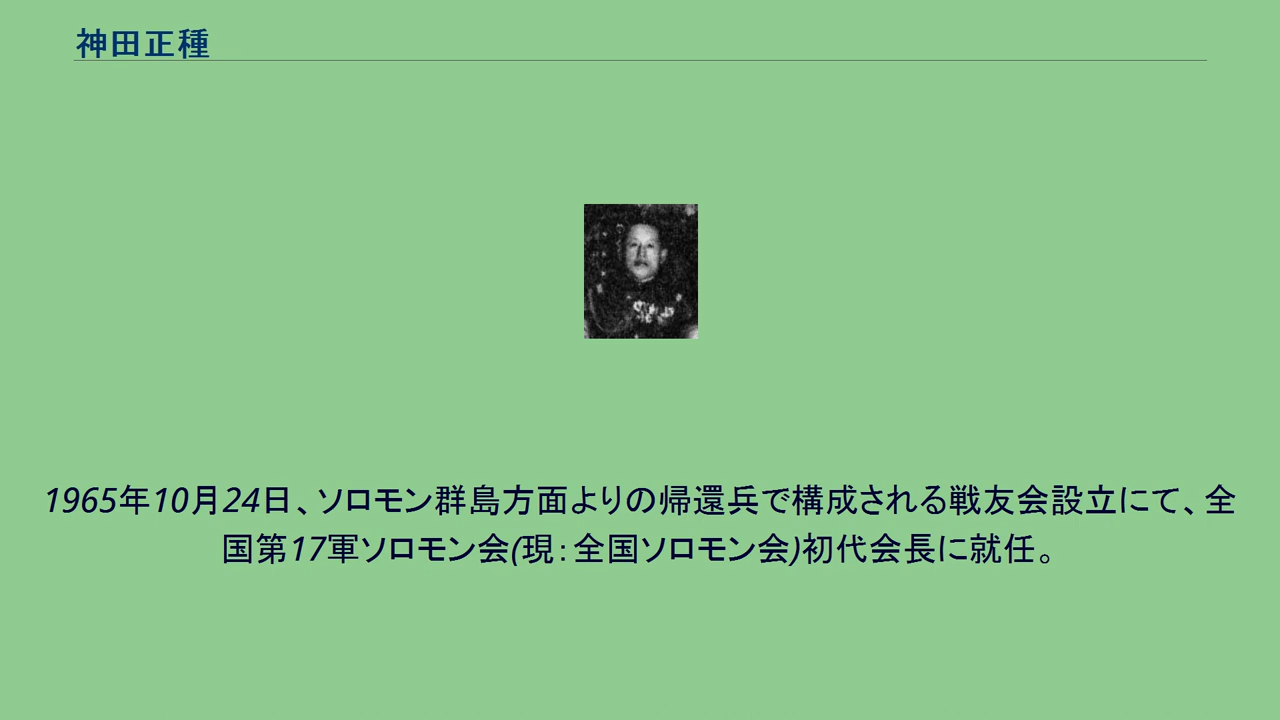 神田正種
1965年10月24日、ソロモン群島方面よりの帰還兵で構成される戦友会設立にて、全
国第17軍ソロモン会(現：全国ソロモン会)初代会長に就任。